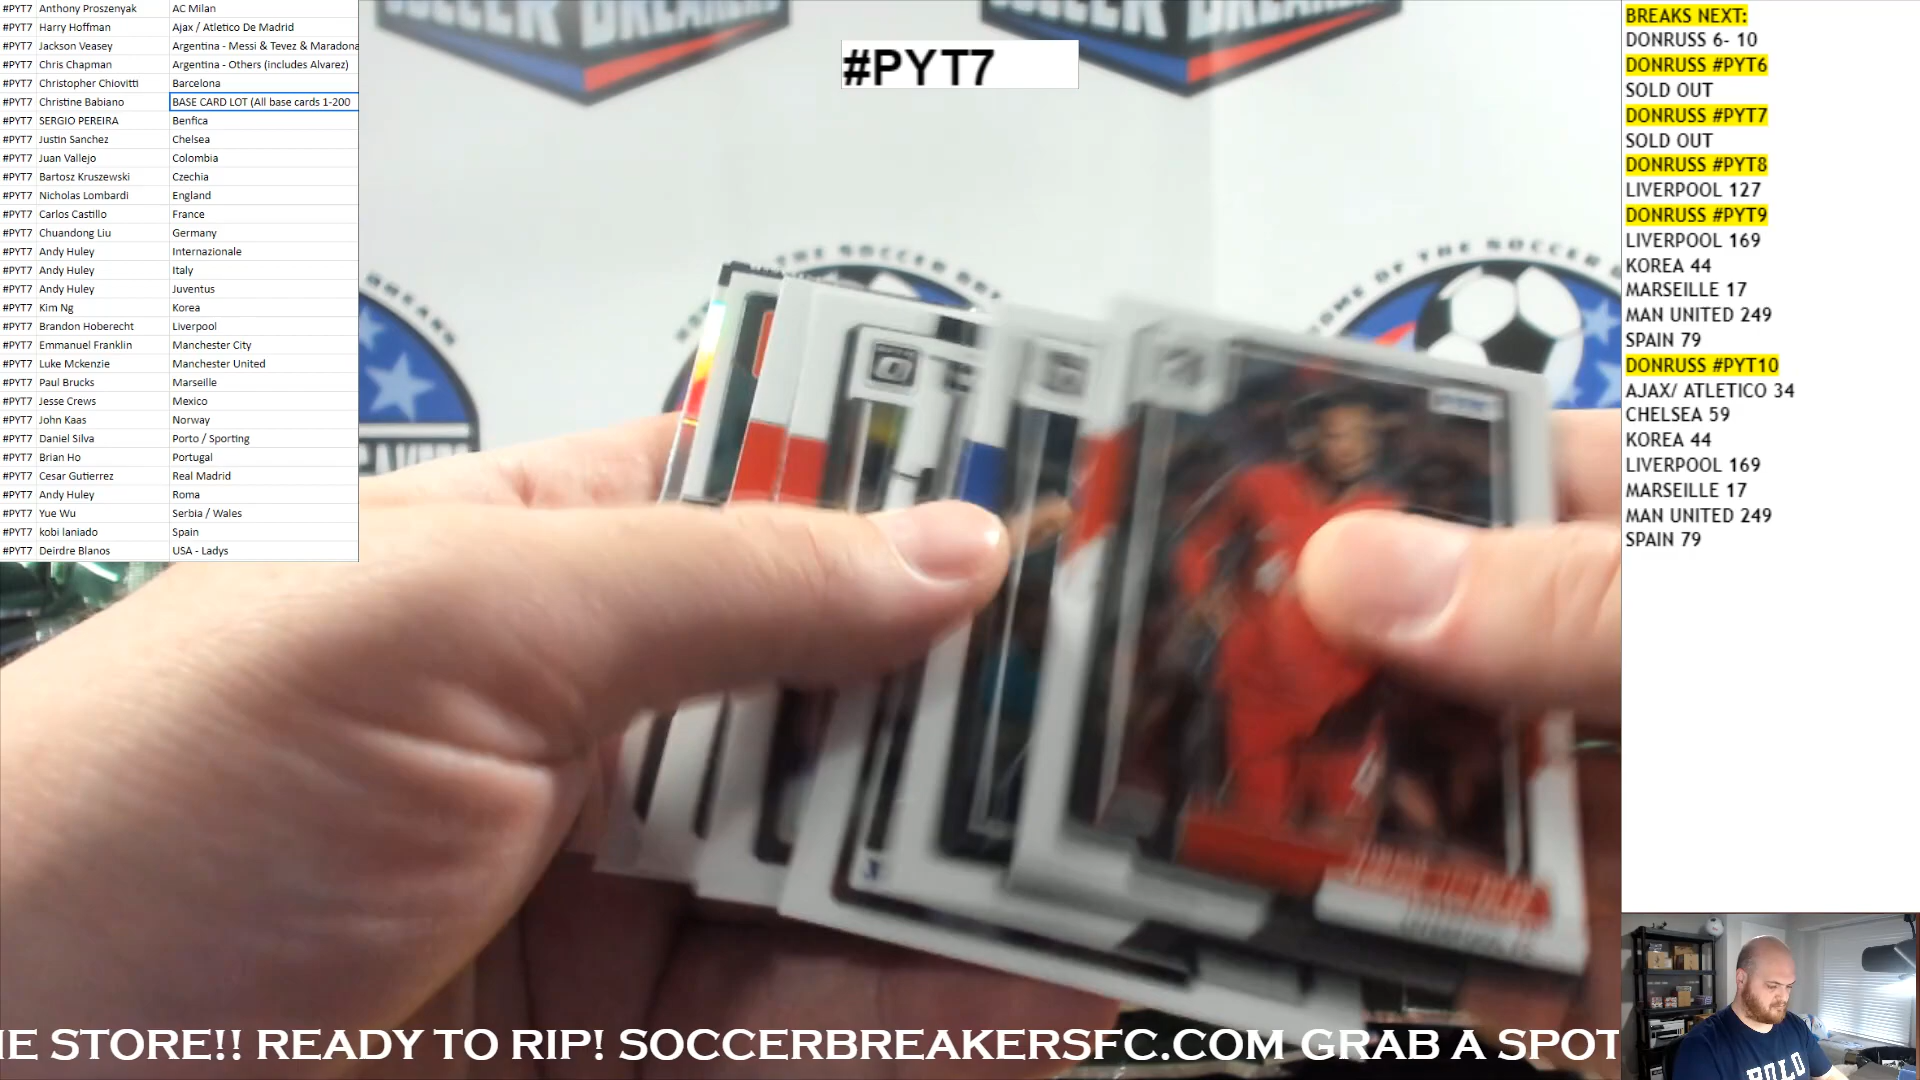 #PYT7 Anthony Proszenyak AC Milan
#PYT7 Harry Hoffman Ajax / Atletico De Madrid
#PYT7 Jackson Veasey Argentina - Messi & Tevez & Maradona
#PYT7 Chris Chapman Argentina - Others (includes Alvarez)
#PYT7 Christopher Chiovitti Barcelona
#PYT7 Christine Babiano BASE CARD LOT (All base cards 1-200
#PYT7 SERGIO PEREIRA Benfica
#PYT7 Justin Sanchez Chelsea
#PYT7 Juan Vallejo Colombia
#PYT7 Bartosz Kruszewski Czechia
#PYT7 Nicholas Lombardi England
#PYT7 Carlos Castillo France
#PYT7 Chuandong Liu Germany
#PYT7 Andy Huley Internazionale
#PYT7 Andy Huley Italy
#PYT7 Andy Huley Juventus
#PYT7 Kim Ng Korea
#PYT7 Brandon Hoberecht Liverpool
#PYT7 Emmanuel Franklin Manchester City
#PYT7 Luke Mckenzie Manchester United
#PYT7 Paul Brucks Marseille
#PYT7 Jesse Crews Mexico
#PYT7 John Kaas Norway
#PYT7 Daniel Silva Porto / Sporting
#PYT7 Brian Ho Portugal
#PYT7 Cesar Gutierrez Real Madrid
#PYT7 Andy Huley Roma
#PYT7 Yue Wu Serbia / Wales
#PYT7 kobi laniado Spain
#PYT7 Deirdre Blanos USA - Ladys
SOCCER BREAKERS
#PYT7
THE SOCCER
HOME OF THE SOCCER
BREAKS NEXT:
DONRUSS 6- 10
DONRUSS #PYT6
SOLD OUT
DONRUSS #PYT7
SOLD OUT
DONRUSS #PYT8
LIVERPOOL 127
DONRUSS #PYT9
LIVERPOOL 169
KOREA 44
MARSEILLE 17
MAN UNITED 249
SPAIN 79
DONRUSS #PYT10
AJAX/ ATLETICO 34
CHELSEA 59
KOREA 44
LIVERPOOL 169
MARSEILLE 17
MAN UNITED 249
SPAIN 79
POLO
STORE!! READY TO RIP! SOCCERBREAKERSFC.COM GRAB A SPOT